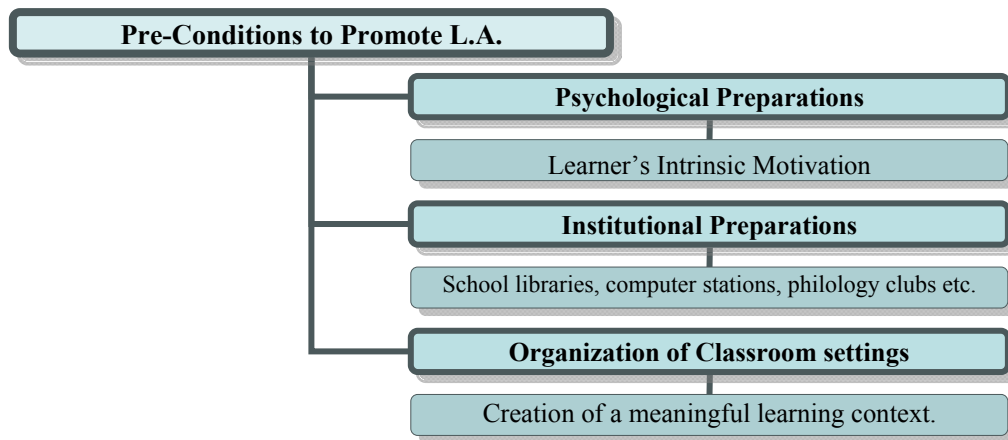 Pre-Conditions to Promote L.A.
Psychological Preparations
Learner’s Intrinsic Motivation
Institutional Preparations
School libraries, computer stations, philology clubs etc.
Organization of Classroom settings
Creation of a meaningful learning context.